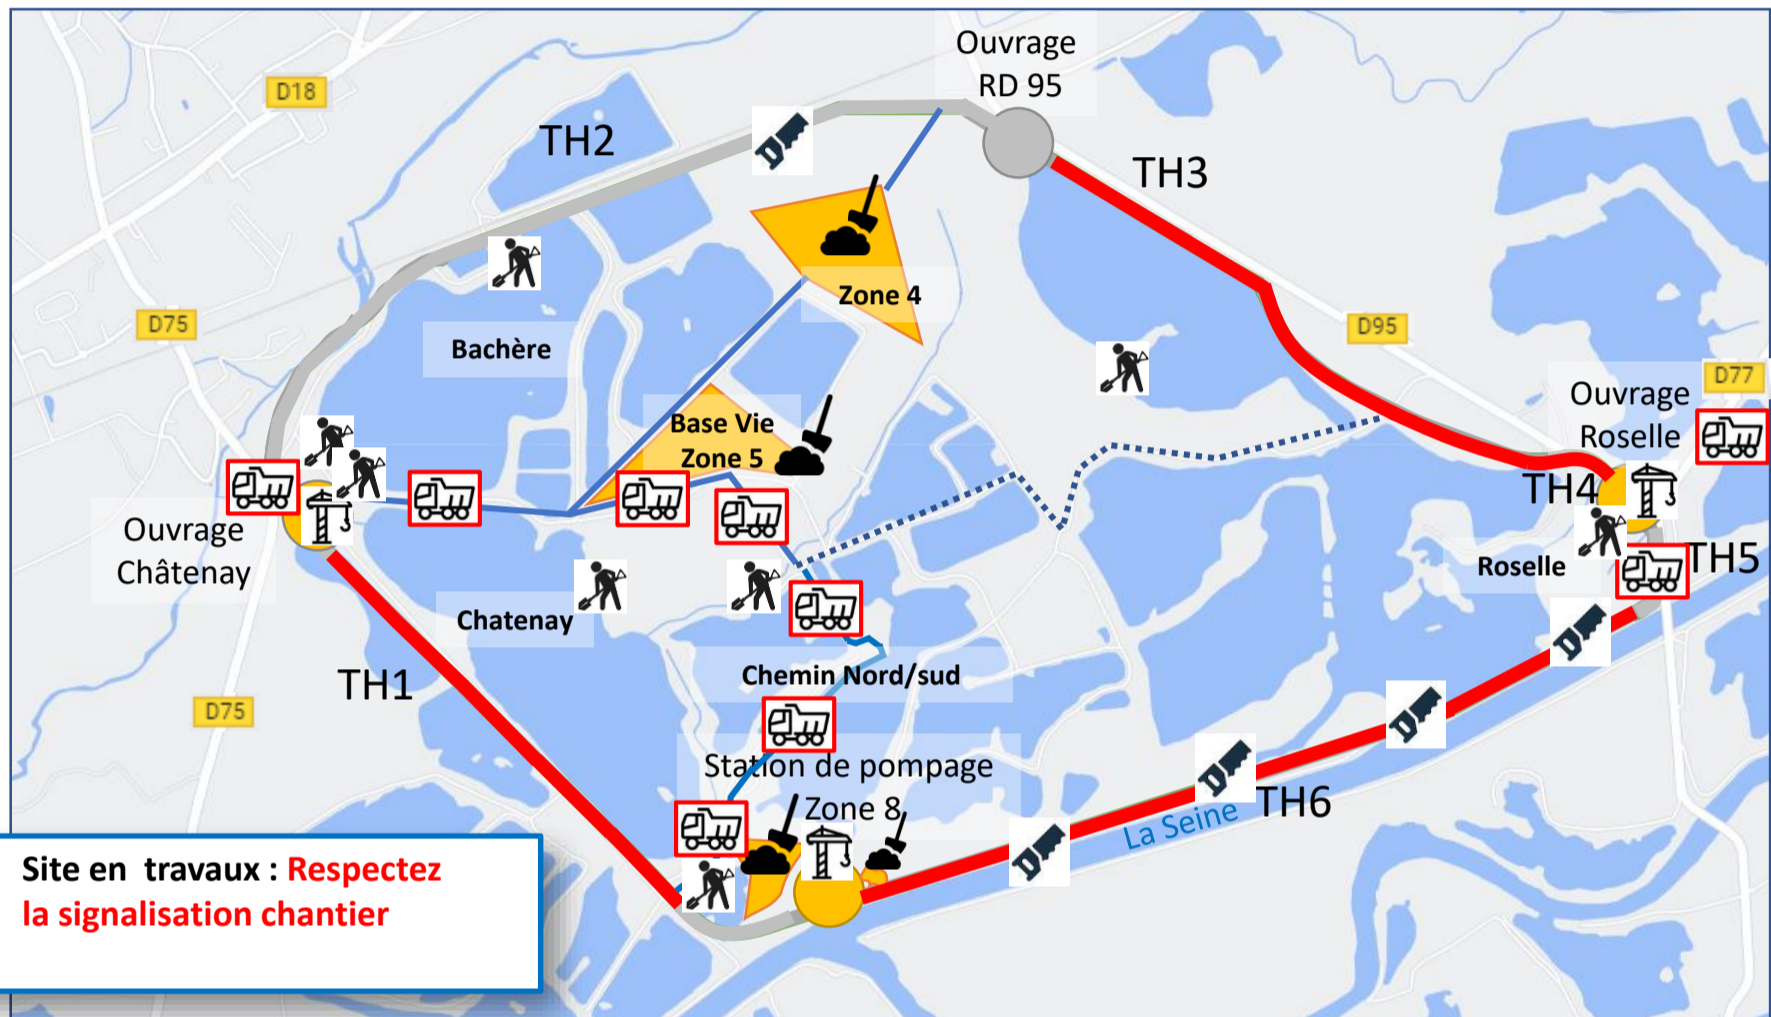 Ouvrage
RD 95
D18
TH2
TH3
Zone 4
D75
D95
Bachère
D77
Ouvrage
Roselle
Base Vie
Zone 5
TH4
Ouvrage
Châtenay
TH5
Roselle
Chatenay
Chemin Nord/sud
TH1
D75
Station de pompage
Zone 8
TH6
La Seine
Site en travaux : Respectez
la signalisation chantier